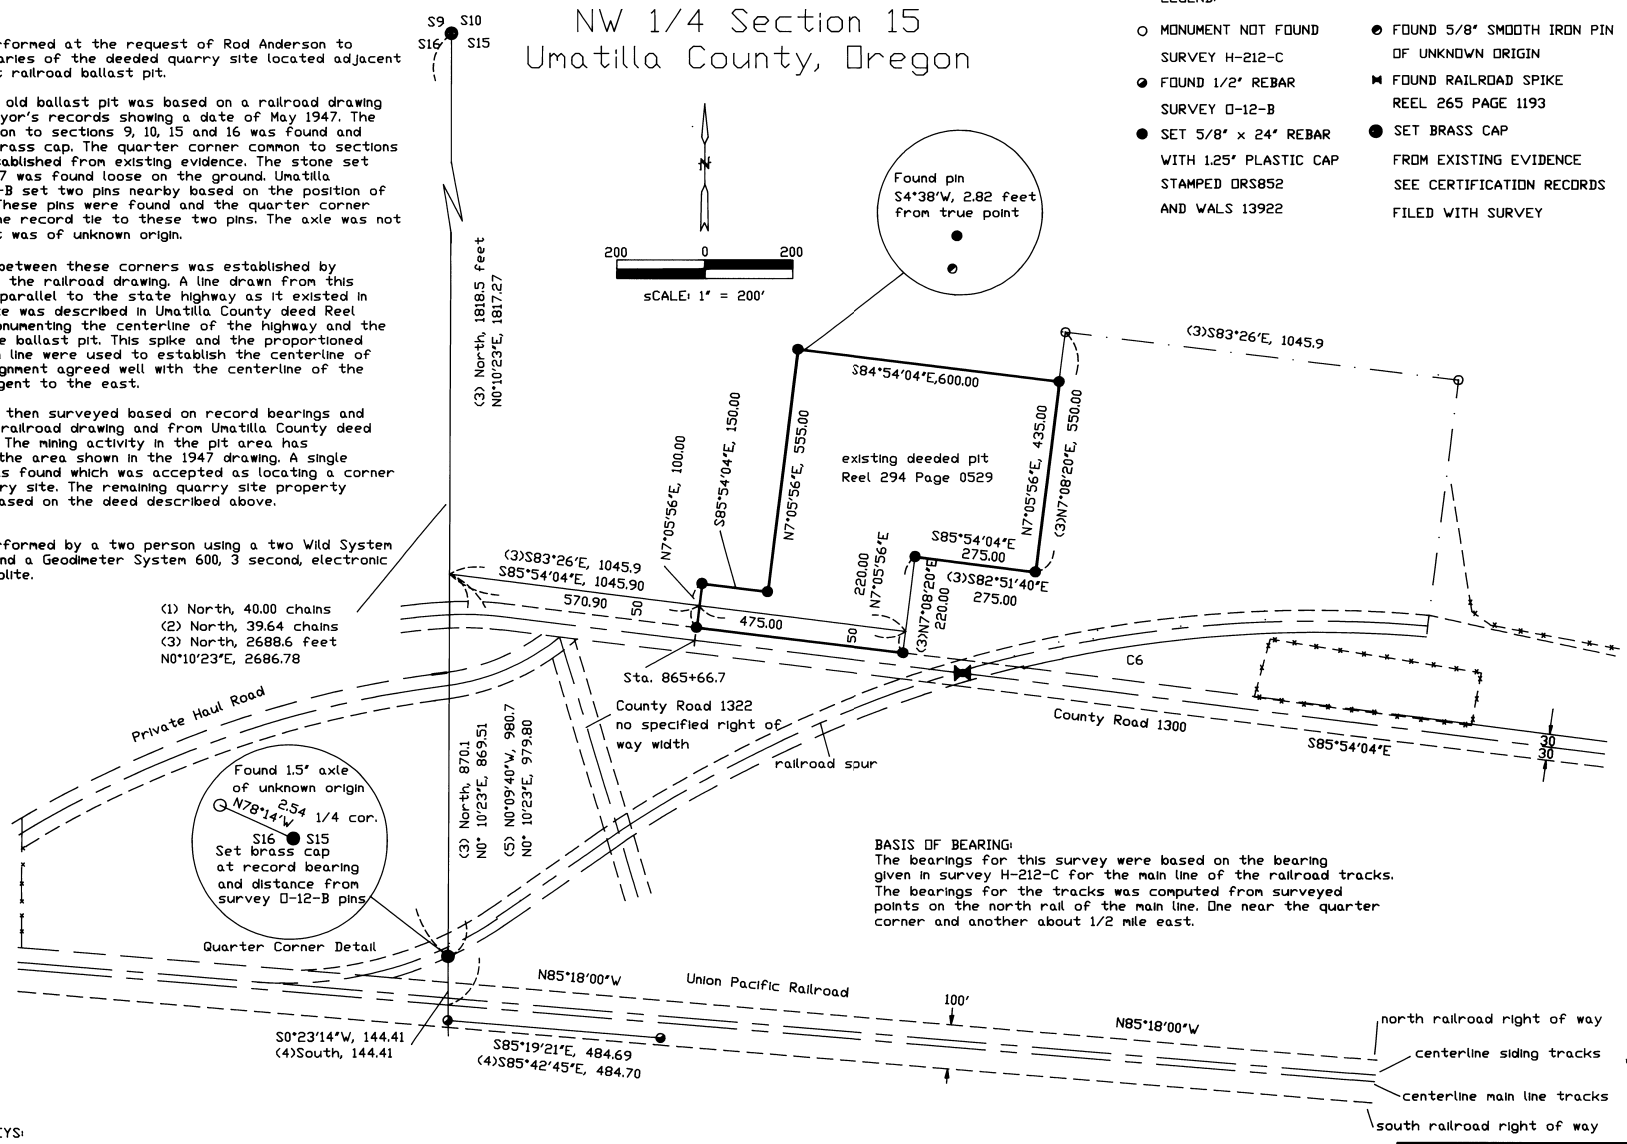 NW 1/4 Section 15
Umatilla County, Oregon
S9 S10
S16 S15
formed at the request of Rod Anderson to
aries of the deeded quarry site located adjacent
railroad ballast pit.
old ballast pit was based on a railroad drawing
yor's records showing a date of May 1947. The
on to sections 9, 10, 15 and 16 was found and
rass cap. The quarter corner common to sections
tablished from existing evidence. The stone set
7 was found loose on the ground. Umatilla
-B set two pins nearby based on the position of
These pins were found and the quarter corner
he record tie to these two pins. The axle was not
was of unknown origin.
between these corners was established by
the railroad drawing. A line drawn from this
parallel to the state highway as it existed in
te was described in Umatilla County deed Reel
onumenting the centerline of the highway and the
e ballast pit. This spike and the proportioned
line were used to establish the centerline of
gnment agreed well with the centerline of the
gent to the east.
then surveyed based on record bearings and
railroad drawing and from Umatilla County deed
The mining activity in the pit area has
the area shown in the 1947 drawing. A single
s found which was accepted as locating a corner
rry site. The remaining quarry site property
ased on the deed described above.
formed by a two person using a two Wild System
nd a Geodimeter System 600, 3 second, electronic
olite.
LEGEND:
MONUMENT NOT FOUND
SURVEY H-212-C
FOUND 1/2" REBAR
SURVEY O-12-B
SET 5/8" x 24" REBAR
WITH 1.25" PLASTIC CAP
STAMPED ORS852
AND WALS 13922
FOUND 5/8" SMOOTH IRON PIN
OF UNKNOWN ORIGIN
FOUND RAILROAD SPIKE
REEL 265 PAGE 1193
SET BRASS CAP
FROM EXISTING EVIDENCE
SEE CERTIFICATION RECORDS
FILED WITH SURVEY
N
200 0 200
sCALE: 1" = 200'
Found pin
S4°38'W, 2.82 feet
from true point
(3) North, 1818.5 feet
N0°10'23"E, 1817.27
(3)S83°26'E, 1045.9
S84°54'04"E,600.00
N7°05'56"E, 100.00
S85°54'04"E, 150.00
N7°05'56"E, 555.00
existing deeded pit
Reel 294 Page 0529
N7°05'56"E, 435.00
(3)N7°08'20"E, 550.00
S85°54'04"E
275.00
(3)S82°51'40"E
275.00
220.00
N7°05'56"E
(3)N7°08'20"E
220.00
(3)S83°26'E, 1045.9
S85°54'04"E, 1045.90
570.90
50
475.00
50
(1) North, 40.00 chains
(2) North, 39.64 chains
(3) North, 2688.6 feet
N0°10'23"E, 2686.78
Sta. 865+66.7
County Road 1322
no specified right of
way width
Private Haul Road
C6
County Road 1300
S85°54'04"E
30
30
railroad spur
(3) North, 870.1
N0° 10'23"E, 869.51
(5) N0°09'40"W, 980.7
N0° 10'23"E, 979.80
Found 1.5" axle
of unknown origin
2.54
N78°14'W
1/4 cor.
S16 S15
Set brass cap
at record bearing
and distance from
survey O-12-B pins
Quarter Corner Detail
BASIS OF BEARING:
The bearings for this survey were based on the bearing
given in survey H-212-C for the main line of the railroad tracks.
The bearings for the tracks was computed from surveyed
points on the north rail of the main line. One near the quarter
corner and another about 1/2 mile east.
N85°18'00"W
Union Pacific Railroad
100'
N85°18'00"W
S0°23'14"W, 144.41
(4)South, 144.41
S85°19'21"E, 484.69
(4)S85°42'45"E, 484.70
north railroad right of way
centerline siding tracks
centerline main line tracks
south railroad right of way
EYS: